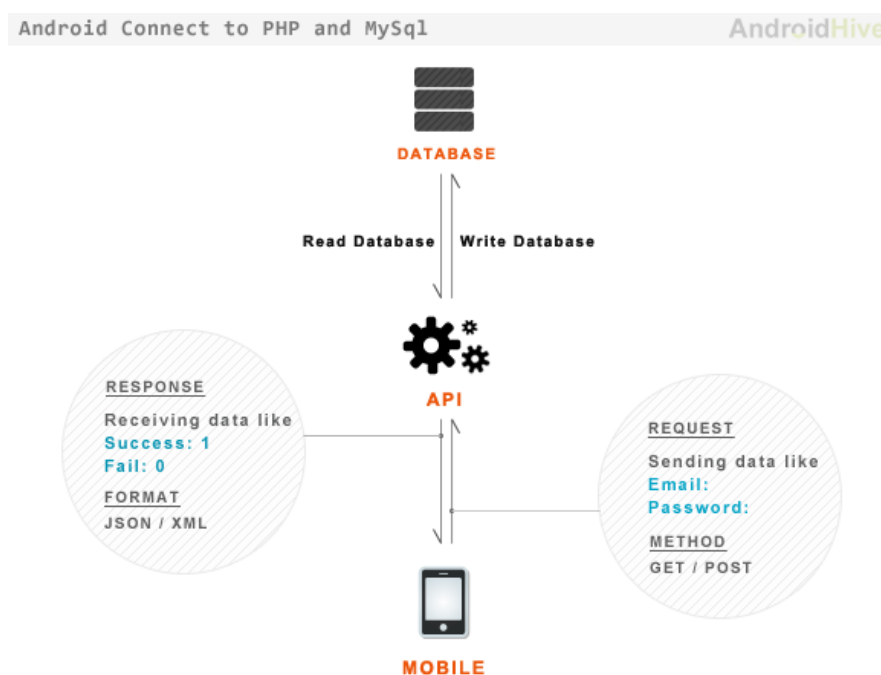 Android Connect to PHP and MySql
AndroidHive
DATABASE
Read Database
Write Database
API
RESPONSE
Receiving data like
Success: 1
Fail: 0
FORMAT
JSON / XML
REQUEST
Sending data like
Email:
Password:
METHOD
GET / POST
MOBILE